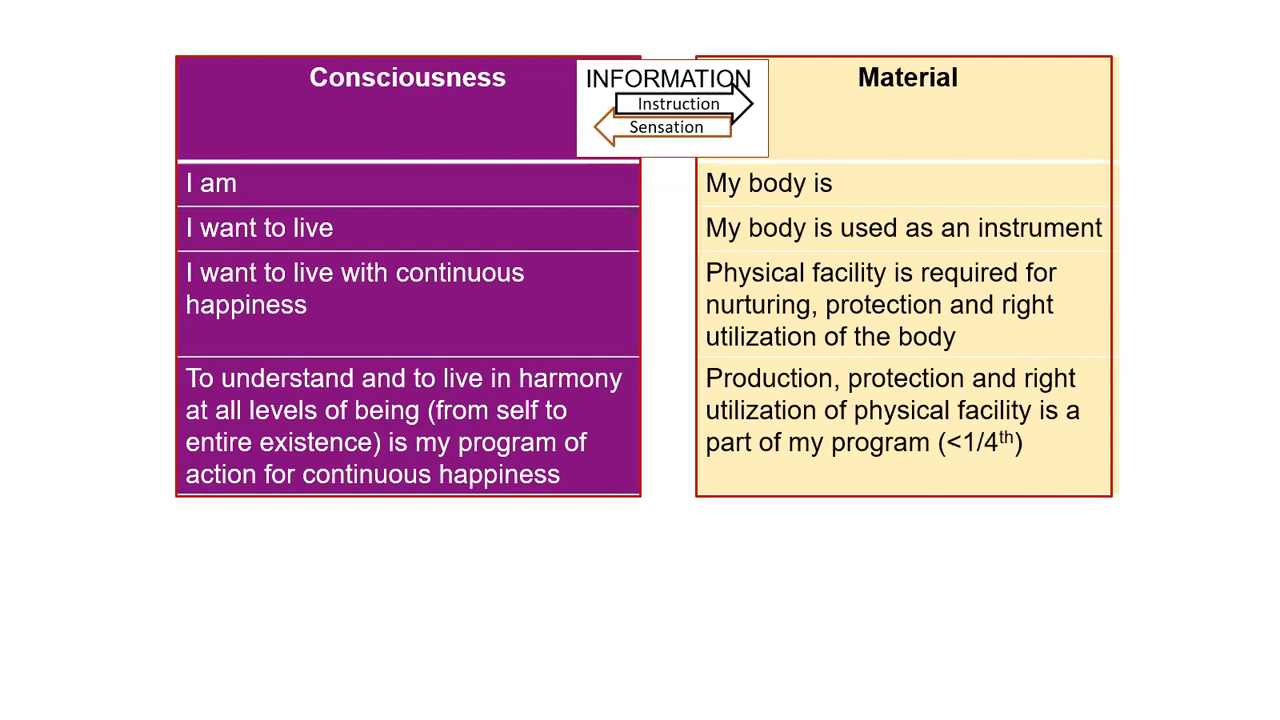 Consciousness
INFORMATION
Instruction
Sensation
Material
I am
My body is
I want to live
My body is used as an instrument
I want to live with continuous
happiness
Physical facility is required for
nurturing, protection and right
utilization of the body
To understand and to live in harmony
at all levels of being (from self to
entire existence) is my program of
action for continuous happiness
Production, protection and right
utilization of physical facility is a
part of my program (<1/4th)